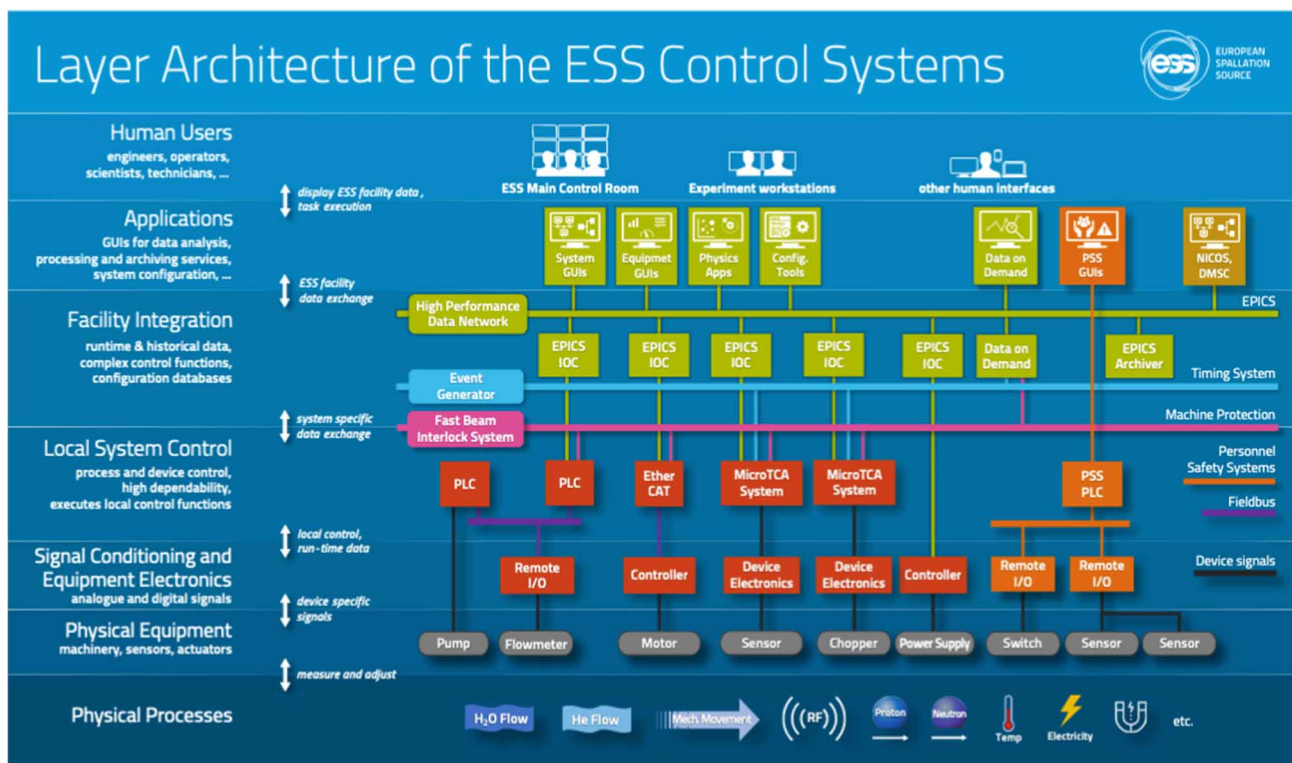 Layer Architecture of the ESS Control Systems
ess
EUROPEAN
SPALLATION
SOURCE
Human Users
engineers, operators,
scientists, technicians, ...
ESS Main Control Room
Experiment workstations
other human interfaces
display ESS facility data ,
task execution
Applications
GUIs for data analysis,
processing and archiving services,
system configuration, ...
System
GUIs
Equipmet
GUIs
Physics
Apps
Config.
Tools
Data on
Demand
PSS
GUIs
NICOS,
DMSC
ESS facility
data exchange
EPICS
Facility Integration
runtime & historical data,
complex control functions,
configuration databases
High Performance
Data Network
EPICS
IOC
EPICS
IOC
EPICS
IOC
EPICS
IOC
EPICS
IOC
Data on
Demand
EPICS
Archiver
Event
Generator
Timing System
system specific
data exchange
Fast Beam
Interlock System
Machine Protection
Local System Control
process and device control,
high dependability,
executes local control functions
PLC
PLC
Ether
CAT
MicroTCA
System
MicroTCA
System
PSS
PLC
Personnel
Safety Systems
Fieldbus
local control,
run-time data
Signal Conditioning and
Equipment Electronics
analogue and digital signals
Remote
I/O
Controller
Device
Electronics
Device
Electronics
Controller
Remote
I/O
Remote
I/O
Device signals
device specific
signals
Physical Equipment
machinery, sensors, actuators
Pump
Flowmeter
Motor
Sensor
Chopper
Power Supply
Switch
Sensor
Sensor
measure and adjust
Physical Processes
H₂O Flow
He Flow
Mech. Movement
(((RF)))
Proton
Neutron
Temp
Electricity
etc.